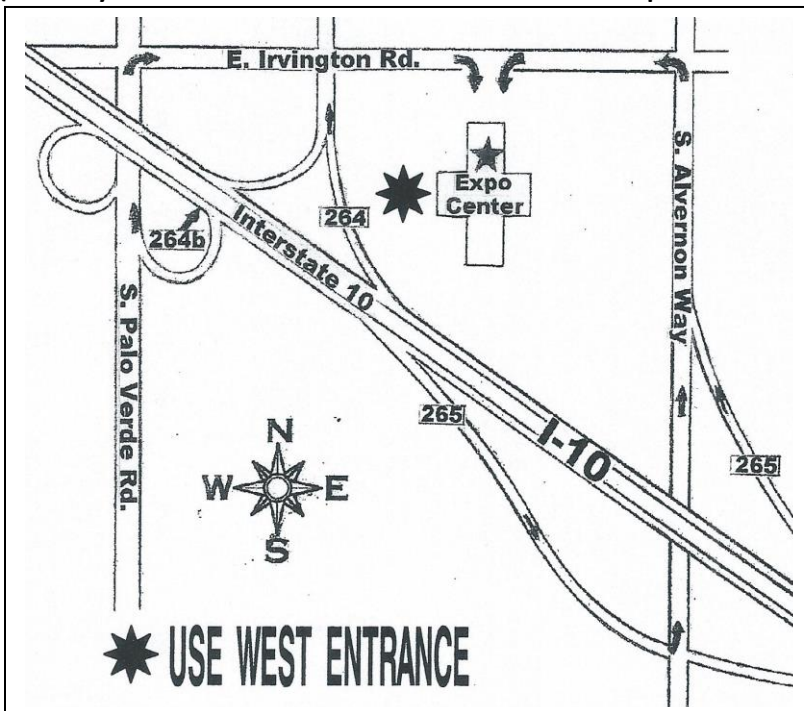 E. Irvington Rd.
Expo
Center
264
264b
Interstate 10
S. Palo Verde Rd.
S. Alvernon Way
265
I-10
265
N
W E
S
USE WEST ENTRANCE